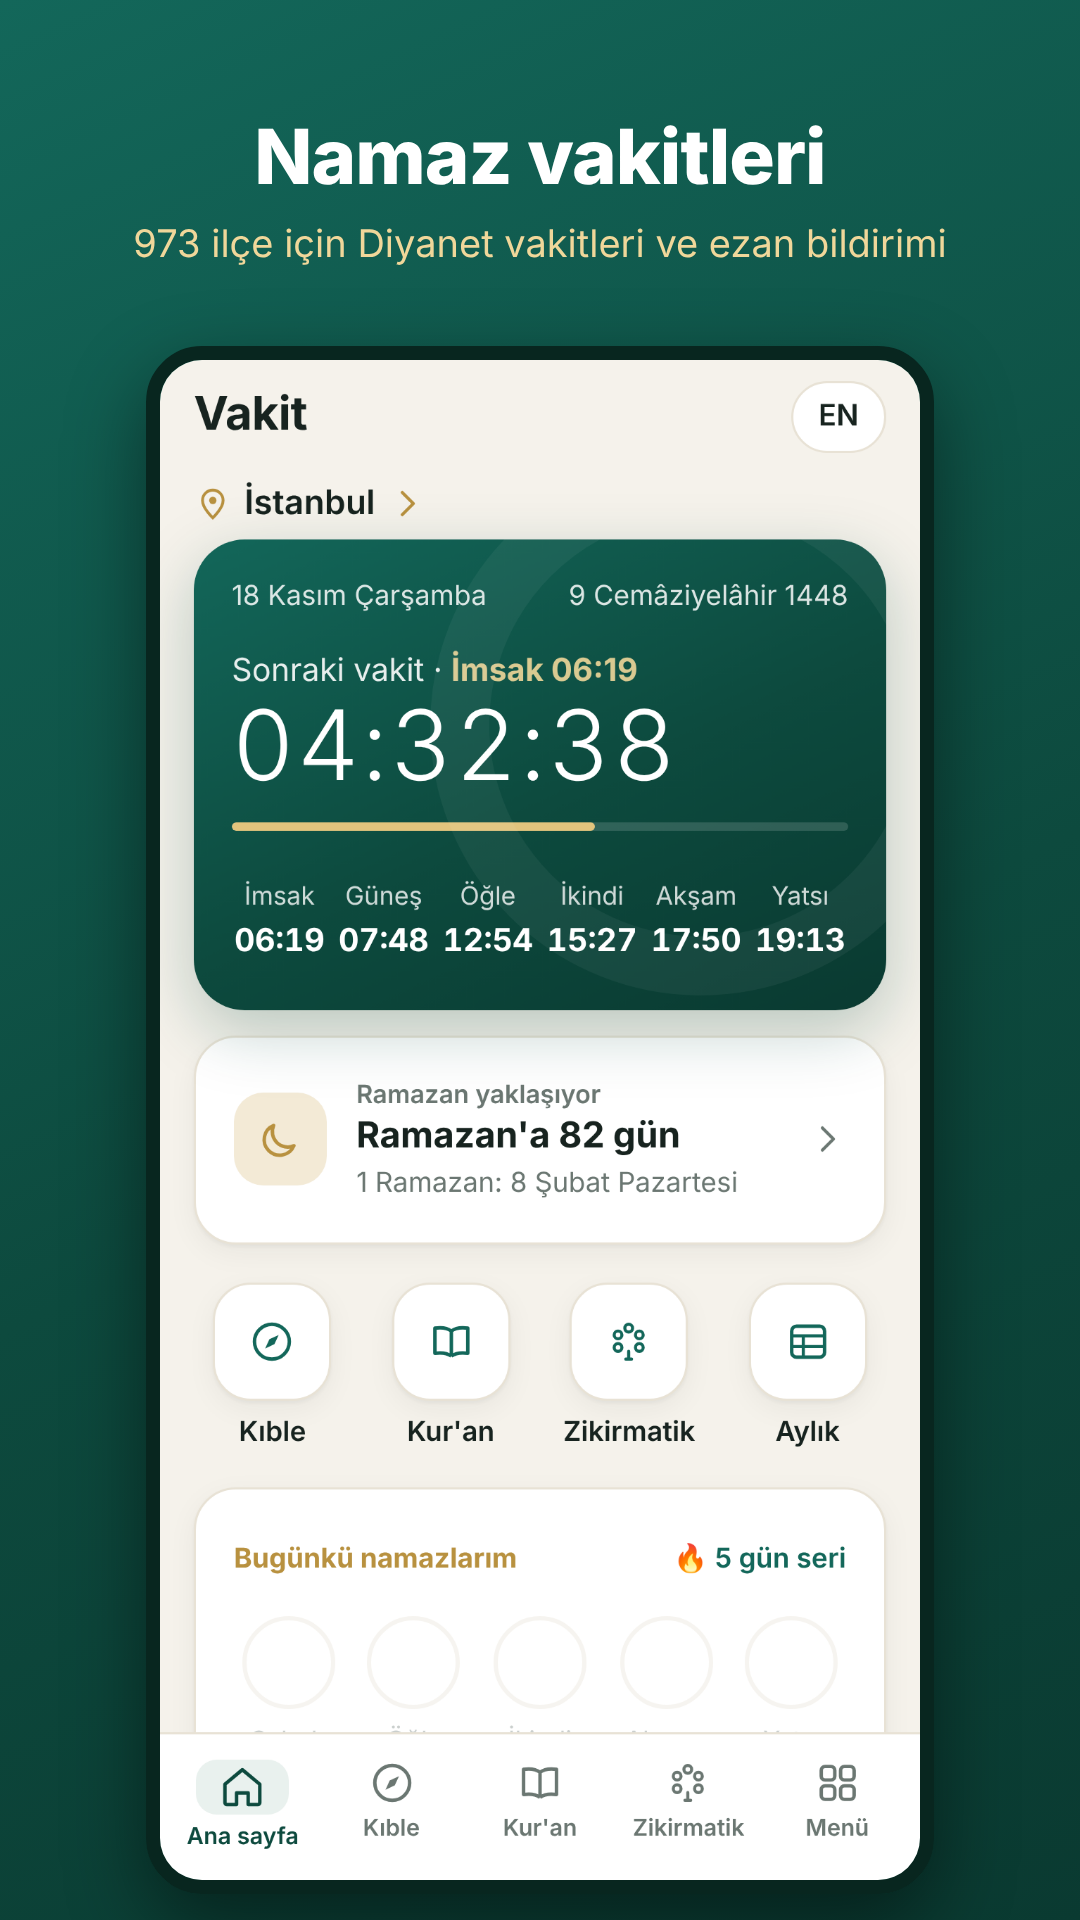 Namaz vakitleri
973 ilçe için Diyanet vakitleri ve ezan bildirimi
Vakit
EN
İstanbul
18 Kasım Çarşamba
9 Cemâziyelâhir 1448
Sonraki vakit · İmsak 06:19
04:32:38
İmsak Güneş Öğle İkindi Akşam Yatsı
06:19 07:48 12:54 15:27 17:50 19:13
Ramazan yaklaşıyor
Ramazan'a 82 gün
1 Ramazan: 8 Şubat Pazartesi
Kıble Kur'an Zikirmatik Aylık
Bugünkü namazlarım
🔥 5 gün seri
Ana sayfa Kıble Kur'an Zikirmatik Menü